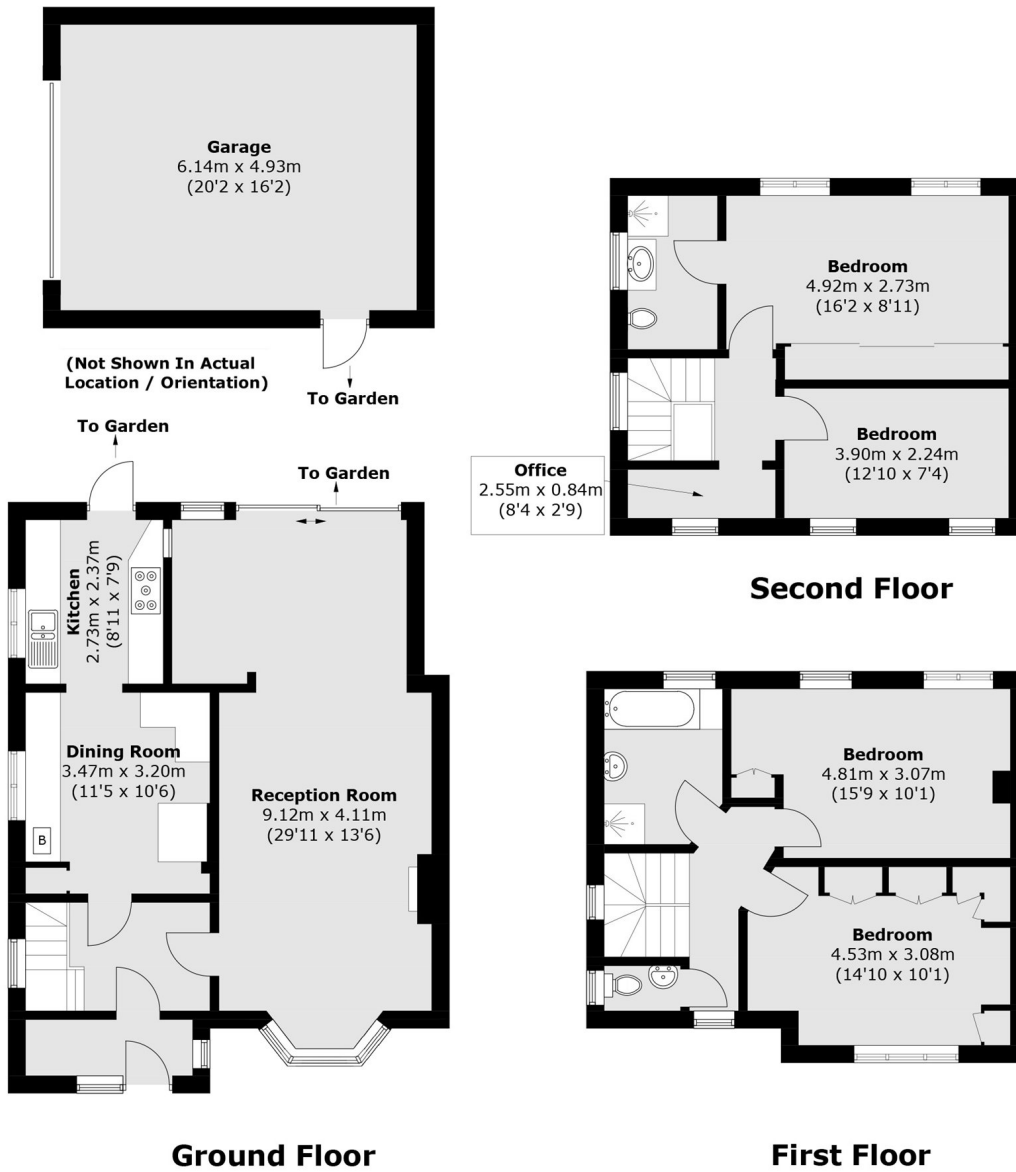 Garage
6.14m x 4.93m
(20'2 x 16'2)
(Not Shown In Actual
Location / Orientation)
To Garden
To Garden
To Garden
Kitchen
2.73m x 2.37m
(8'11 x 7'9)
Dining Room
3.47m x 3.20m
(11'5 x 10'6)
B
Reception Room
9.12m x 4.11m
(29'11 x 13'6)
Ground Floor
Bedroom
4.92m x 2.73m
(16'2 x 8'11)
Bedroom
3.90m x 2.24m
(12'10 x 7'4)
Office
2.55m x 0.84m
(8'4 x 2'9)
Second Floor
Bedroom
4.81m x 3.07m
(15'9 x 10'1)
Bedroom
4.53m x 3.08m
(14'10 x 10'1)
First Floor